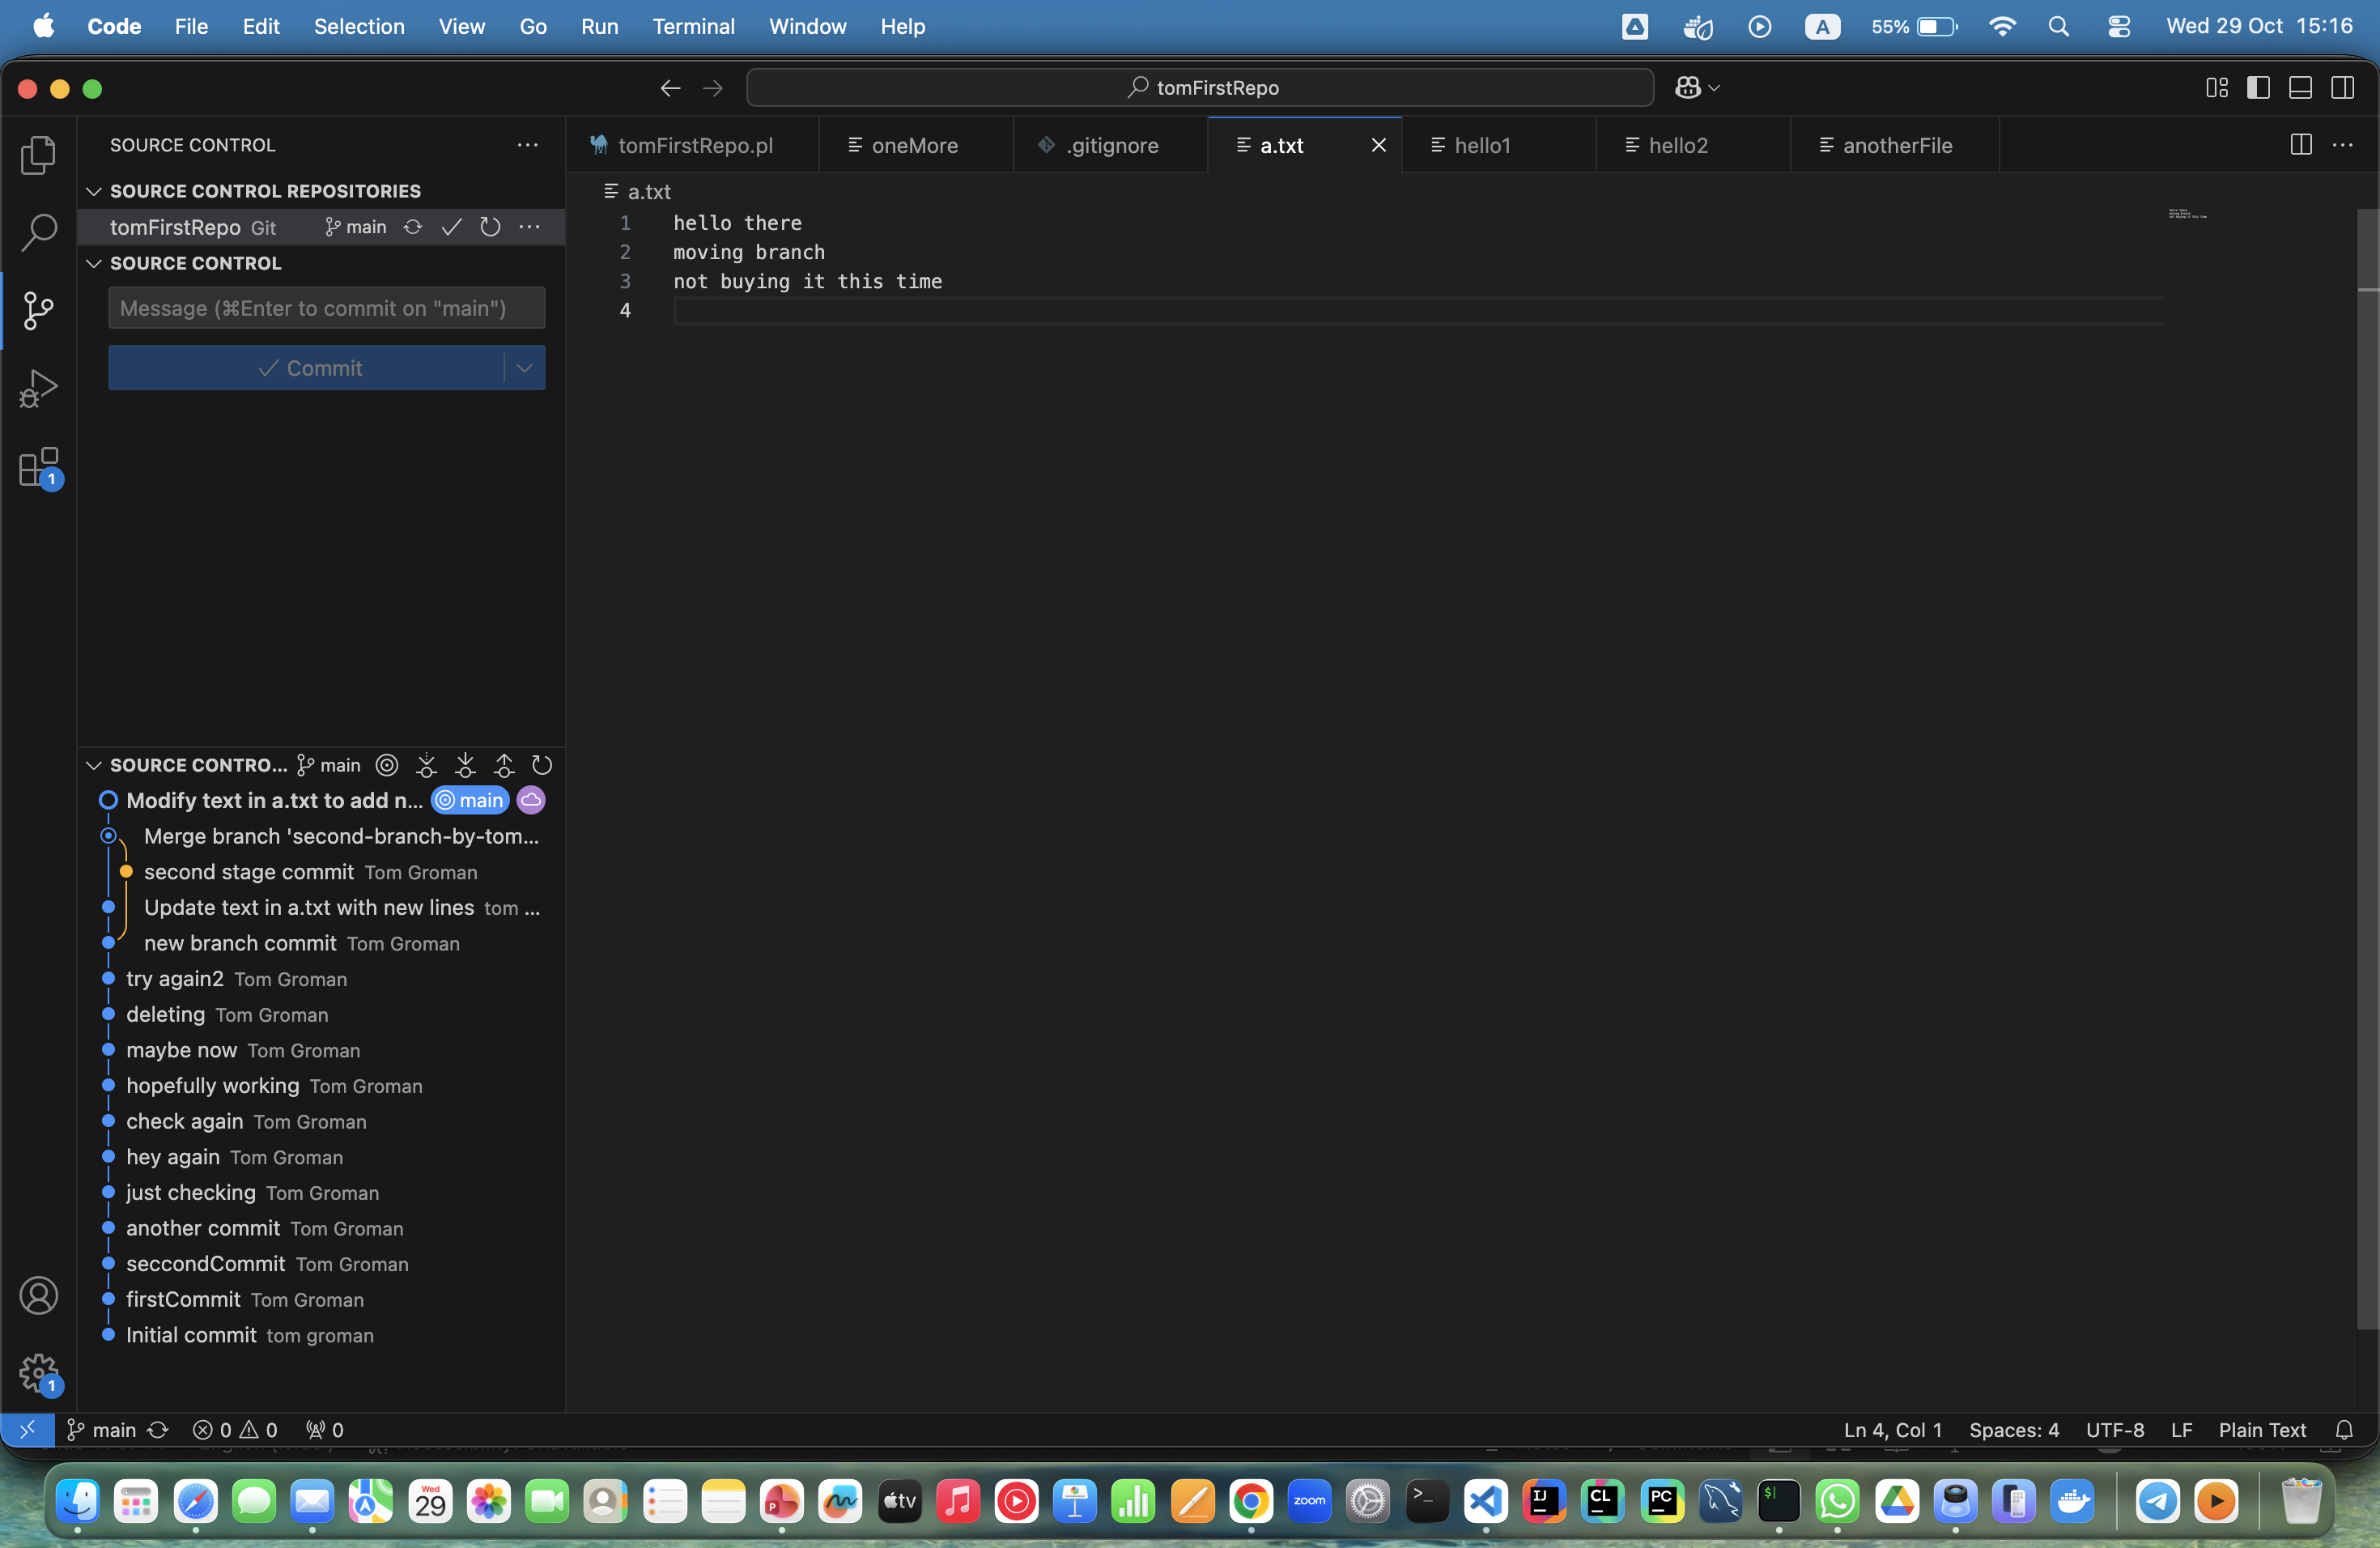 Code File Edit Selection View Go Run Terminal Window Help A 55% Wed 29 Oct 15:16
tomFirstRepo
SOURCE CONTROL
SOURCE CONTROL REPOSITORIES
tomFirstRepo Git main
SOURCE CONTROL
Message (⌘Enter to commit on "main")
Commit
1
SOURCE CONTRO... main
Modify text in a.txt to add n... main
Merge branch 'second-branch-by-tom...
second stage commit Tom Groman
Update text in a.txt with new lines tom ...
new branch commit Tom Groman
try again2 Tom Groman
deleting Tom Groman
maybe now Tom Groman
hopefully working Tom Groman
check again Tom Groman
hey again Tom Groman
just checking Tom Groman
another commit Tom Groman
seccondCommit Tom Groman
firstCommit Tom Groman
Initial commit tom groman
1
tomFirstRepo.pl oneMore .gitignore a.txt hello1 hello2 anotherFile
a.txt
1 hello there
2 moving branch
3 not buying it this time
4
main 0 0 0 Ln 4, Col 1 Spaces: 4 UTF-8 LF Plain Text
Wed
29
P
tv
zoom
>_
IJ
CL
PC
$